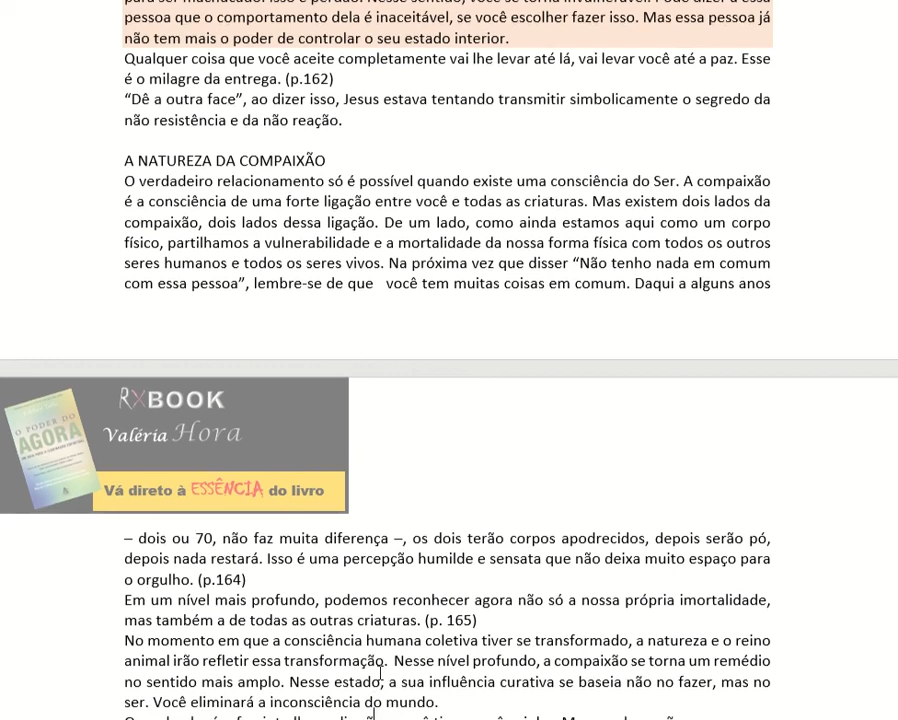 pessoa que o comportamento dela é inaceitável, se você escolher fazer isso. Mas essa pessoa já
não tem mais o poder de controlar o seu estado interior.
Qualquer coisa que você aceite completamente vai lhe levar até lá, vai levar você até a paz. Esse
é o milagre da entrega. (p.162)
“Dê a outra face”, ao dizer isso, Jesus estava tentando transmitir simbolicamente o segredo da
não resistência e da não reação.
A NATUREZA DA COMPAIXÃO
O verdadeiro relacionamento só é possível quando existe uma consciência do Ser. A compaixão
é a consciência de uma forte ligação entre você e todas as criaturas. Mas existem dois lados da
compaixão, dois lados dessa ligação. De um lado, como ainda estamos aqui como um corpo
físico, partilhamos a vulnerabilidade e a mortalidade da nossa forma física com todos os outros
seres humanos e todos os seres vivos. Na próxima vez que disser “Não tenho nada em comum
com essa pessoa”, lembre-se de que você tem muitas coisas em comum. Daqui a alguns anos
RXBOOK
Valéria Hora
O PODER DO
AGORA
Vá direto à ESSÊNCIA do livro
– dois ou 70, não faz muita diferença –, os dois terão corpos apodrecidos, depois serão pó,
depois nada restará. Isso é uma percepção humilde e sensata que não deixa muito espaço para
o orgulho. (p.164)
Em um nível mais profundo, podemos reconhecer agora não só a nossa própria imortalidade,
mas também a de todas as outras criaturas. (p. 165)
No momento em que a consciência humana coletiva tiver se transformado, a natureza e o reino
animal irão refletir essa transformação. Nesse nível profundo, a compaixão se torna um remédio
no sentido mais amplo. Nesse estado, a sua influência curativa se baseia não no fazer, mas no
ser. Você eliminará a inconsciência do mundo.